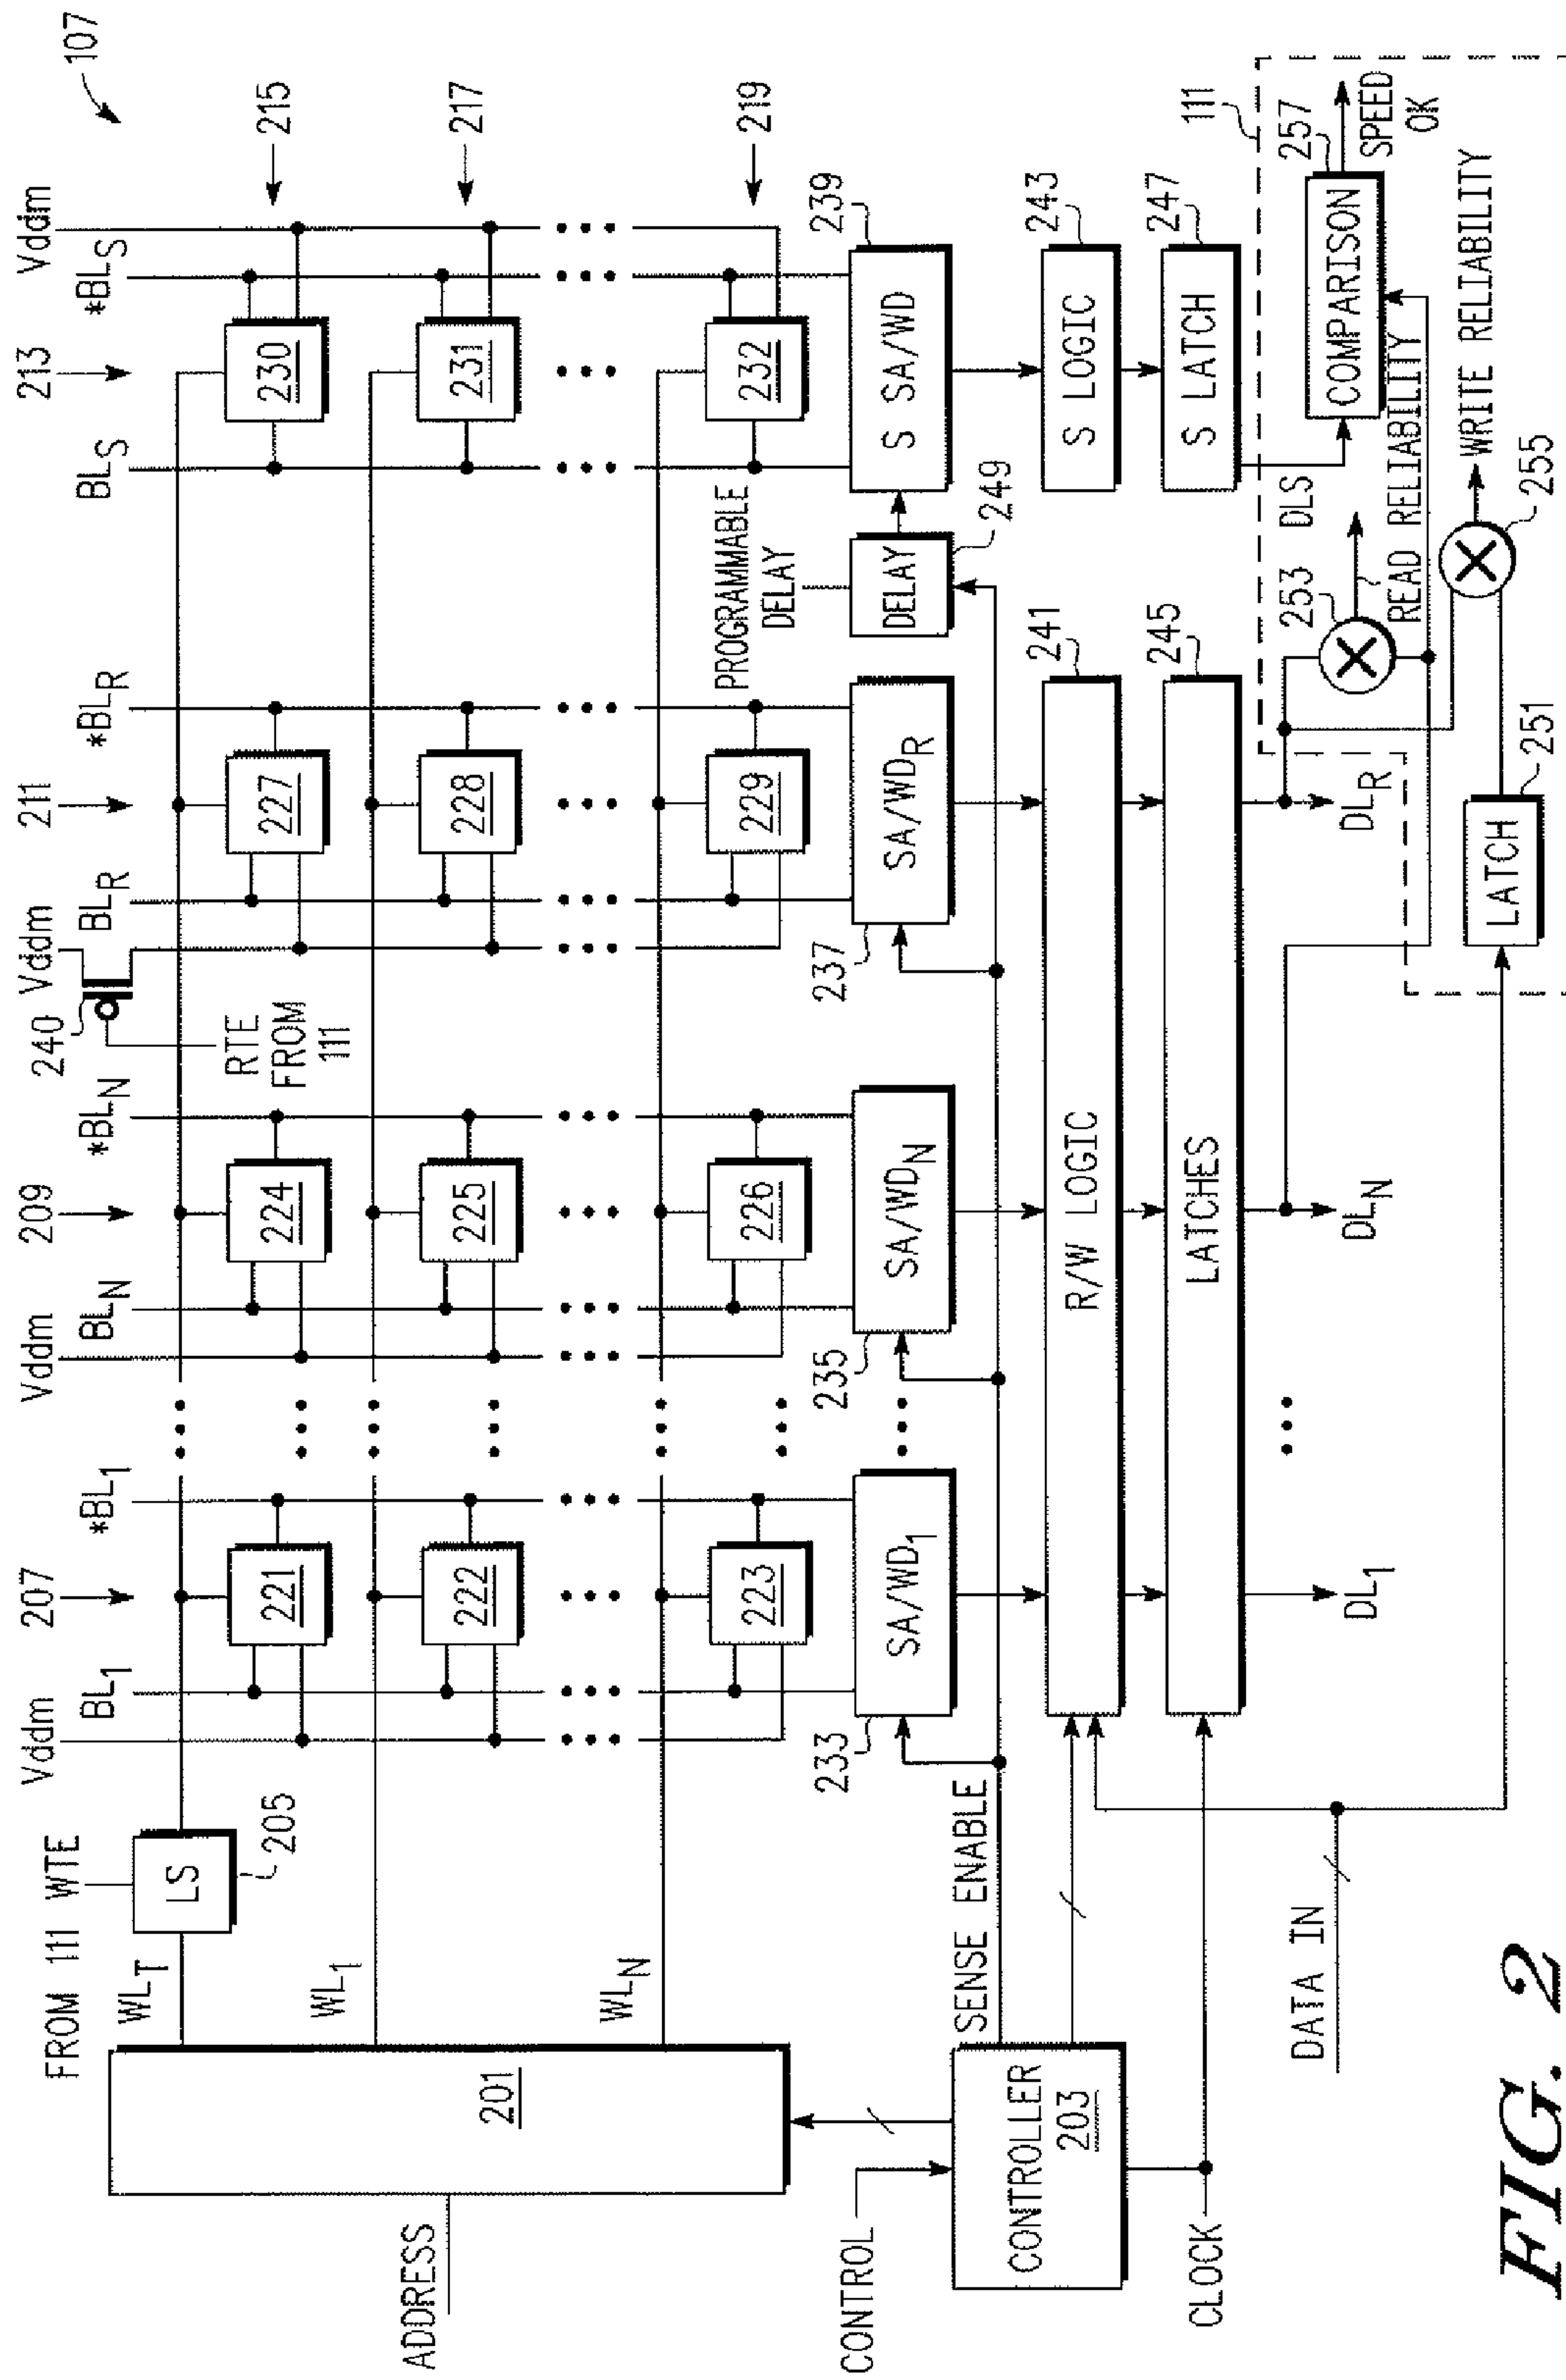 107
207
209
211
213
Vddm
BL1
*BL1
Vddm
BLN
*BLN
240
Vddm
BLR
*BLR
BLS
*BLS
Vddm
FROM 111 WTE
RTE
FROM
111
WLT
LS
205
221
224
227
230
215
WL1
222
225
228
231
217
WLN
223
226
229
232
219
201
ADDRESS
PROGRAMMABLE
DELAY
233
SA/WD1
235
SA/WDN
237
SA/WDR
DELAY
249
S SA/WD
239
CONTROL
SENSE ENABLE
CONTROLLER
203
R/W LOGIC
241
S LOGIC
243
LATCHES
245
S LATCH
247
CLOCK
DATA IN
DL1
DLN
DLR
253
DLS
111
COMPARISON
257
SPEED
OK
READ RELIABILITY
WRITE RELIABILITY
LATCH
251
255
FIG. 2